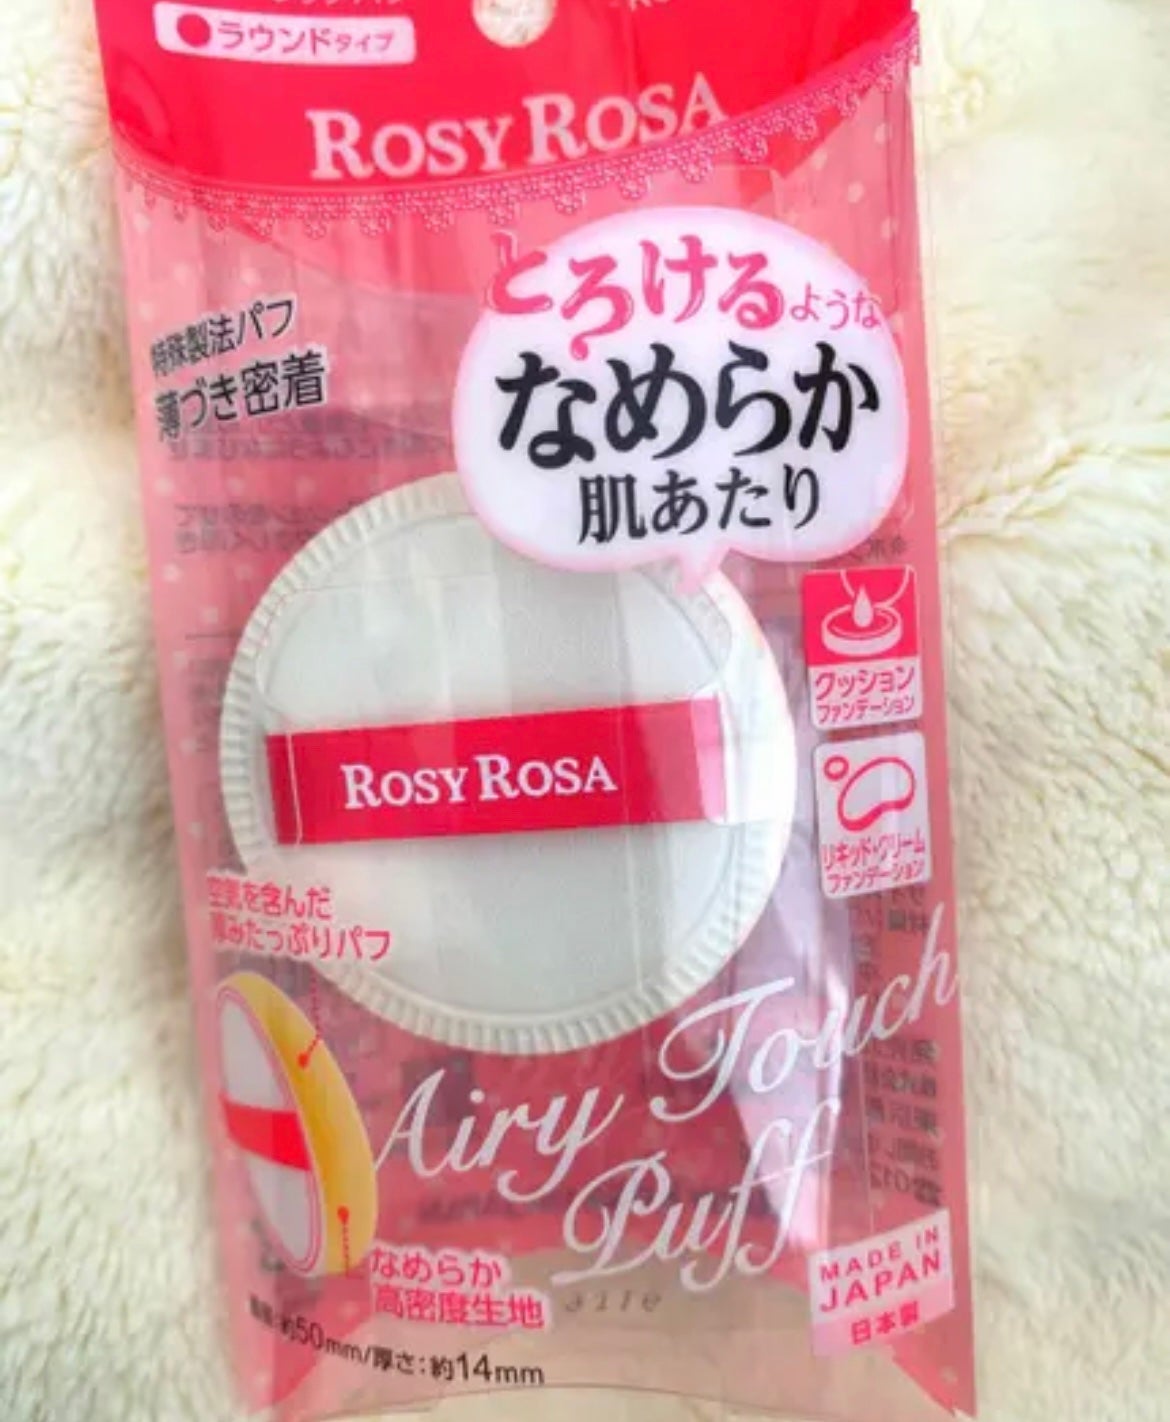 ●ラウンドタイプ
ROSY ROSA
とろけるような
なめらか
肌あたり
特殊製法パフ
薄づき密着
クッション
ファンデーション
ROSY ROSA
リキッド・クリーム
ファンデーション
空気を含んだ
厚みたっぷりパフ
Airy Touch
Puff
なめらか
高密度生地
約50mm/厚さ:約14mm
MADE IN
JAPAN
日本製